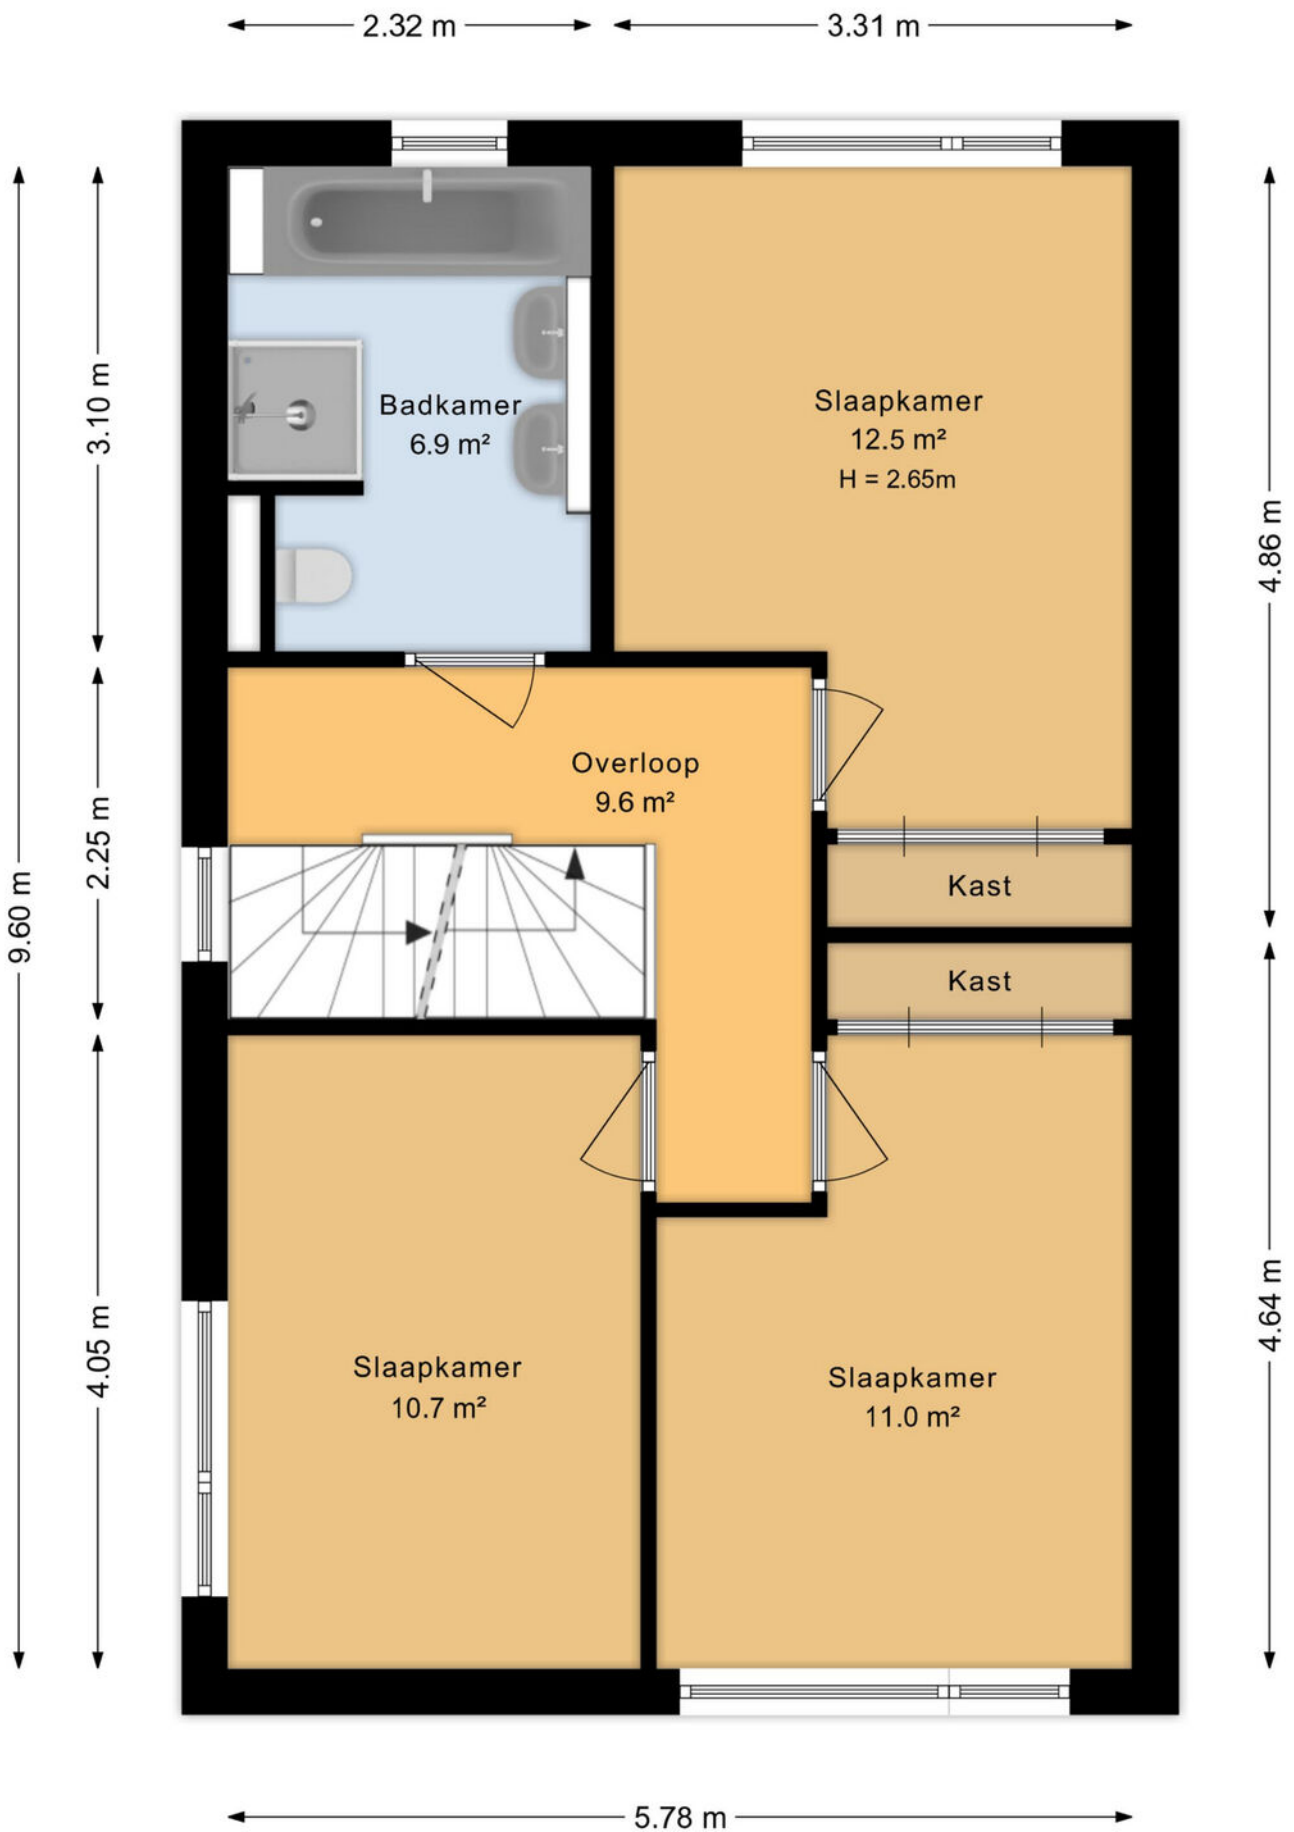 2.32 m
3.31 m
3.10 m
Badkamer
6.9 m²
Slaapkamer
12.5 m²
H = 2.65m
4.86 m
Overloop
9.6 m²
2.25 m
9.60 m
Kast
Kast
4.05 m
Slaapkamer
10.7 m²
Slaapkamer
11.0 m²
4.64 m
5.78 m